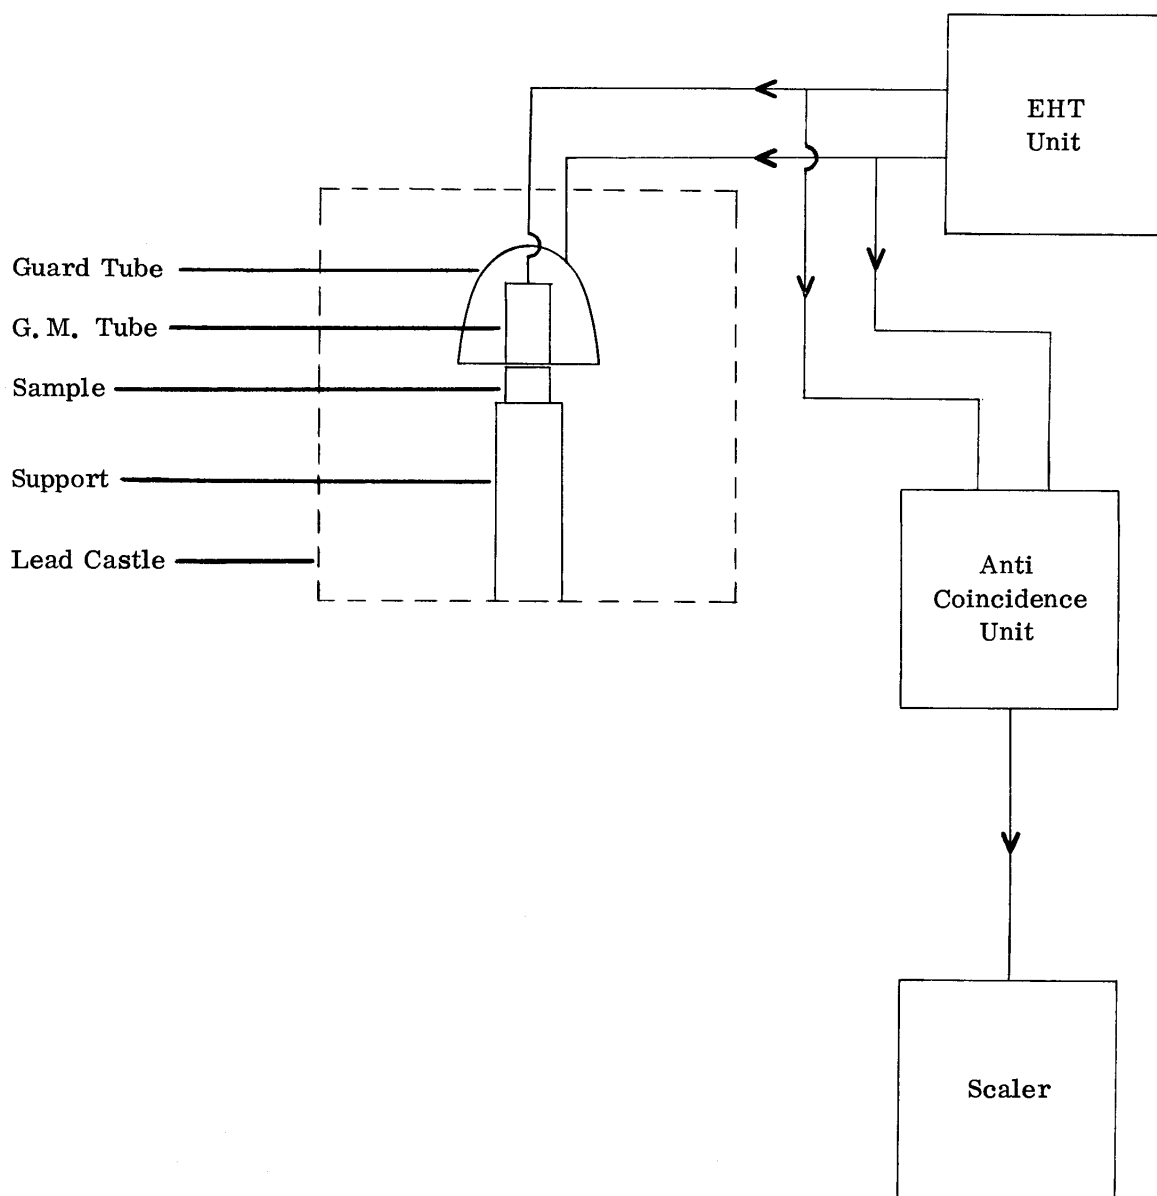 EHT
Unit
Guard Tube
G. M. Tube
Sample
Support
Lead Castle
Anti
Coincidence
Unit
Scaler